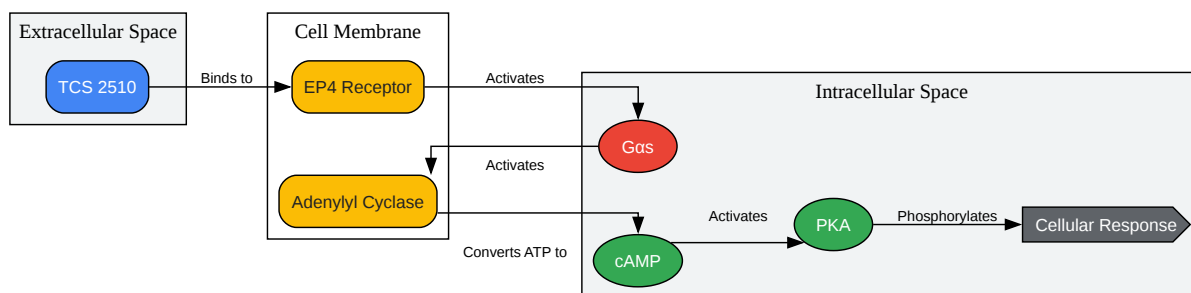 Extracellular Space
Cell Membrane
TCS 2510
Binds to
EP4 Receptor
Activates
Intracellular Space
Gαs
Activates
Adenylyl Cyclase
Converts ATP to
cAMP
Activates
PKA
Phosphorylates
Cellular Response